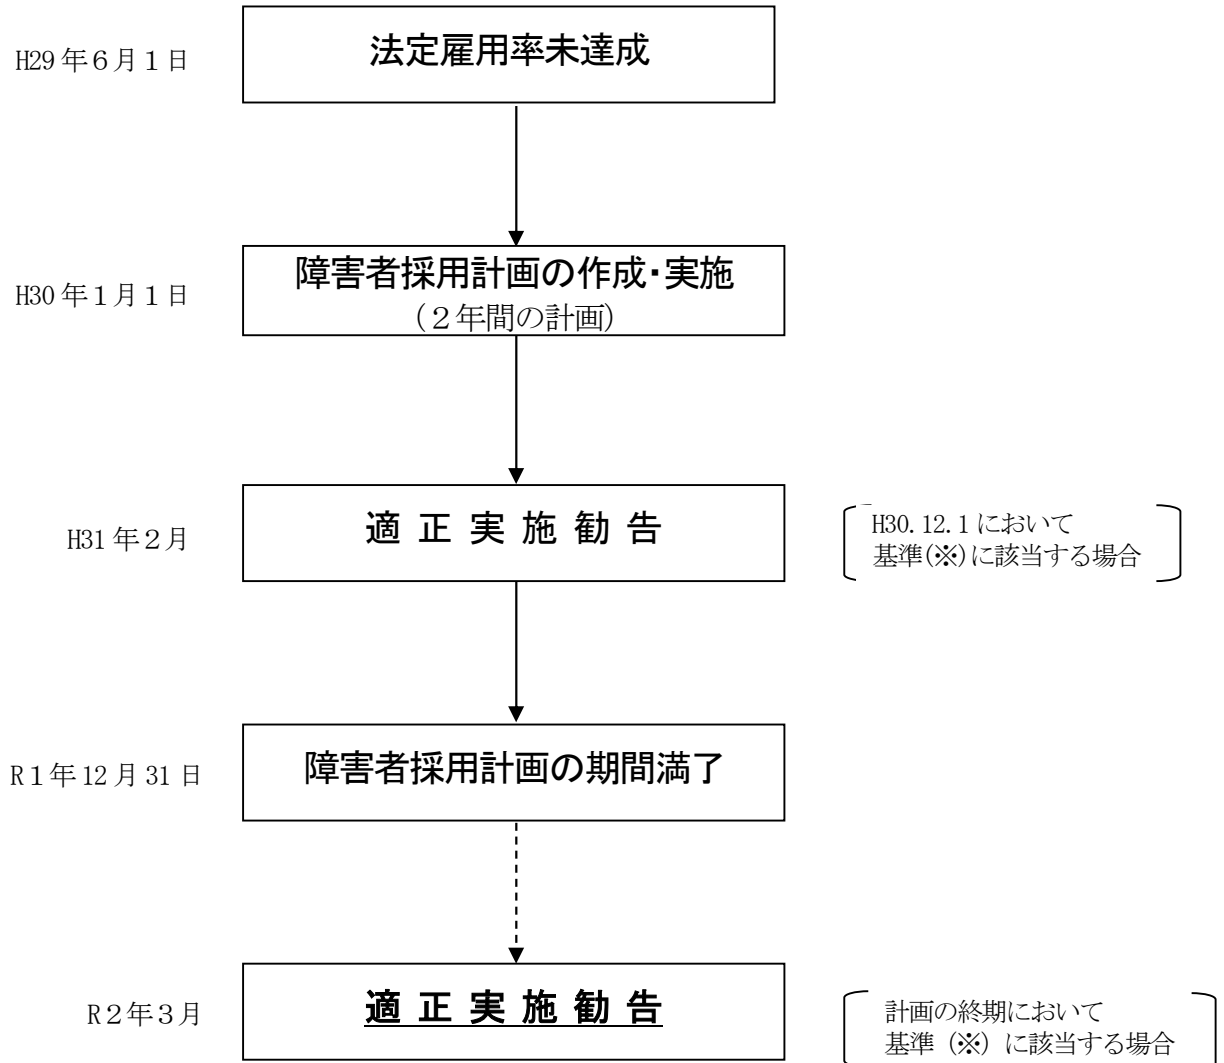 H29年6月1日
法定雇用率未達成
H30年1月1日
障害者採用計画の作成・実施
(2年間の計画)
H31年2月
適正実施勧告
H30.12.1において
基準(※)に該当する場合
R1年12月31日
障害者採用計画の期間満了
R2年3月
適正実施勧告
計画の終期において
基準(※)に該当する場合